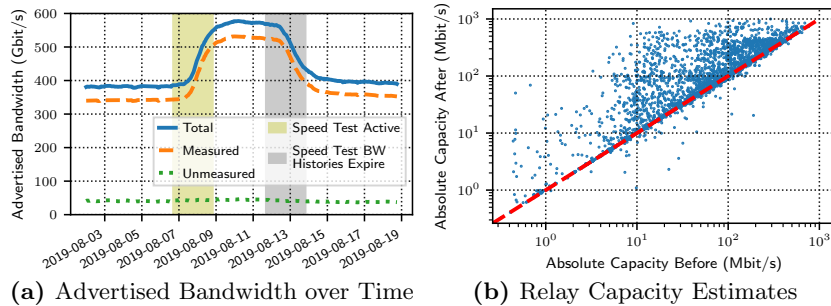 Advertised Bandwidth (Gbit/s)
600
500
400
300
200
100
0
Total
Measured
Unmeasured
Speed Test Active
Speed Test BW
Histories Expire
2019-08-03
2019-08-05
2019-08-07
2019-08-09
2019-08-11
2019-08-13
2019-08-15
2019-08-17
2019-08-19
(a) Advertised Bandwidth over Time
Absolute Capacity After (Mbit/s)
10³
10²
10¹
10⁰
10⁰
10¹
10²
10³
Absolute Capacity Before (Mbit/s)
(b) Relay Capacity Estimates